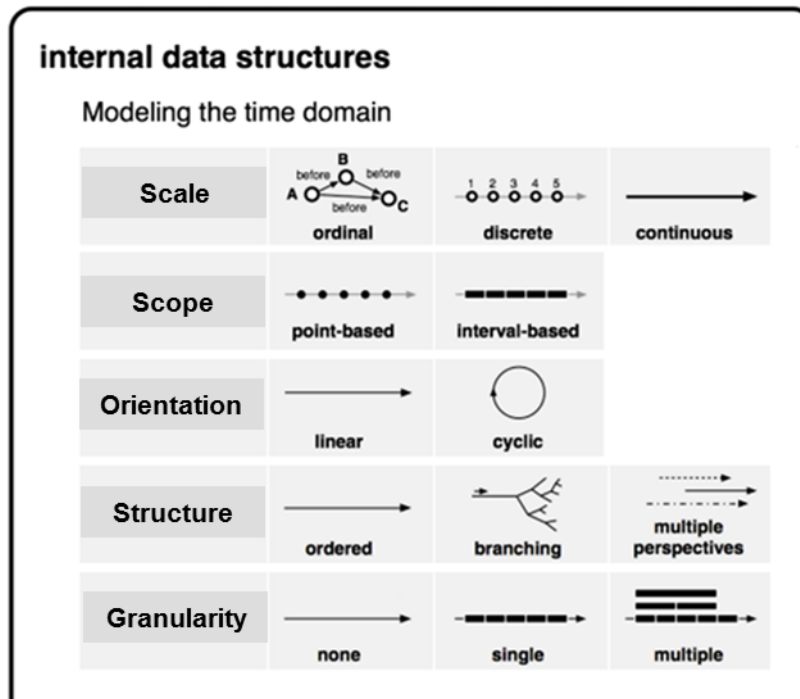 internal data structures
Modeling the time domain
Scale
B
before before
A
before C
ordinal
1 2 3 4 5
discrete
continuous
Scope
point-based
interval-based
Orientation
linear
cyclic
Structure
ordered
branching
multiple
perspectives
Granularity
none
single
multiple